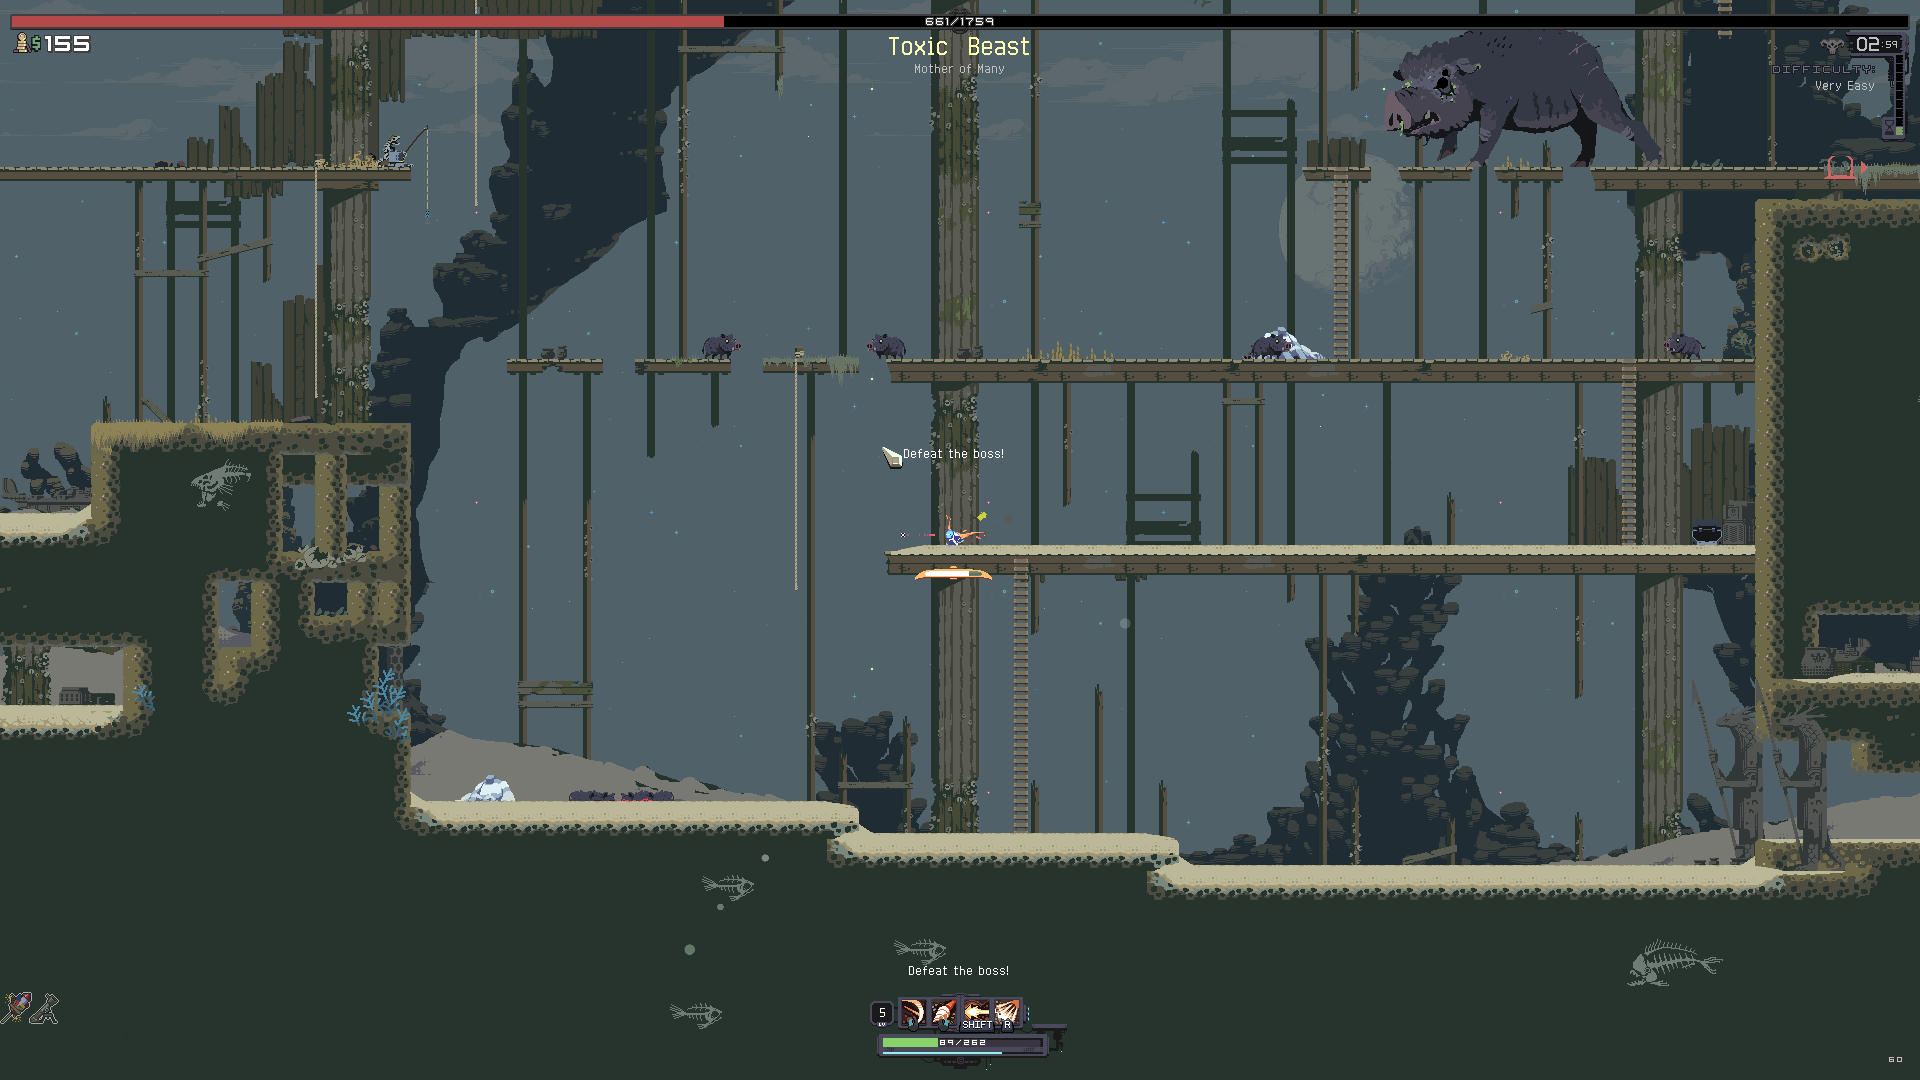 661/1759
$155
Toxic Beast
Mother of Many
02:59
DIFFICULTY:
Very Easy
Defeat the boss!
Defeat the boss!
5
LV
SHIFT
R
89/262
60